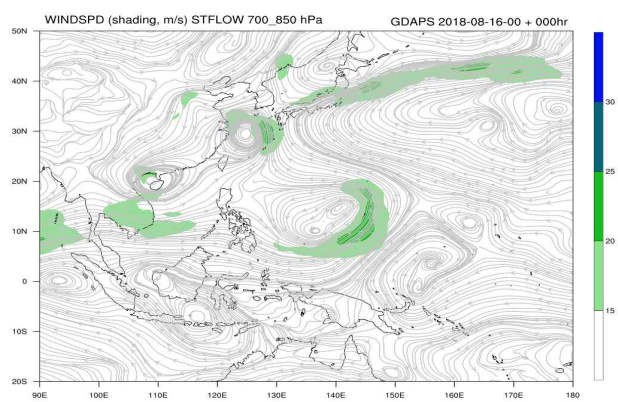 WINDSPD (shading, m/s) STFLOW 700_850 hPa
GDAPS 2018-08-16-00 + 000hr
50N
40N
30N
20N
10N
0
10S
20S
90E 100E 110E 120E 130E 140E 150E 160E 170E 180
30
25
20
15